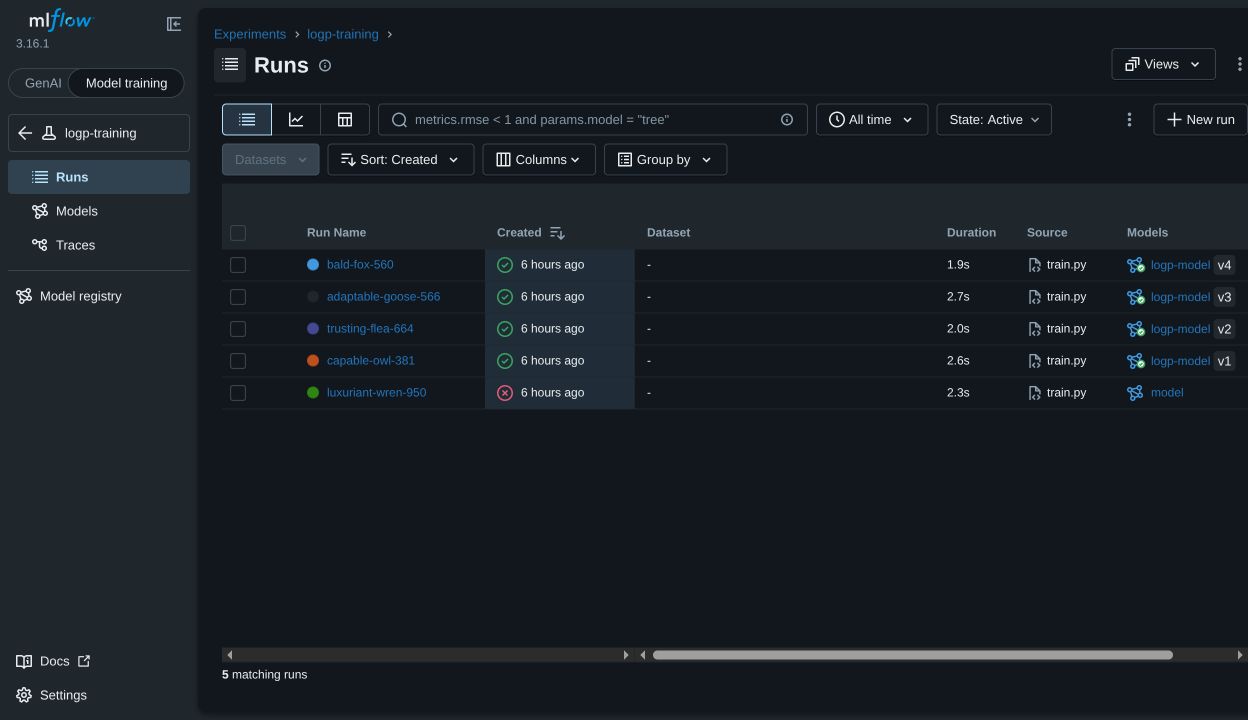 mlflow
3.16.1
GenAI Model training
logp-training
Runs
Models
Traces
Model registry
Docs
Settings
Experiments > logp-training >
Runs
Views
metrics.rmse < 1 and params.model = "tree"
All time
State: Active
New run
Datasets
Sort: Created
Columns
Group by
Run Name Created Dataset Duration Source Models
bald-fox-560 6 hours ago - 1.9s train.py logp-model v4
adaptable-goose-566 6 hours ago - 2.7s train.py logp-model v3
trusting-flea-664 6 hours ago - 2.0s train.py logp-model v2
capable-owl-381 6 hours ago - 2.6s train.py logp-model v1
luxuriant-wren-950 6 hours ago - 2.3s train.py model
5 matching runs